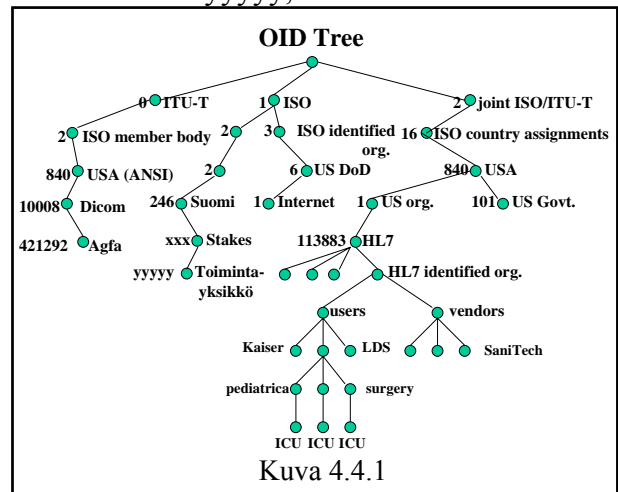 yyyyy,
OID Tree
0 ITU-T 1 ISO 2 joint ISO/ITU-T
2 ISO member body 2 3 ISO identified org. 16 ISO country assignments
840 USA (ANSI) 2 6 US DoD 840 USA
10008 Dicom 246 Suomi 1 Internet 1 US org. 101 US Govt.
421292 Agfa xxx Stakes 113883 HL7
yyyyy Toiminta-
yksikkö HL7 identified org.
users vendors
Kaiser LDS SaniTech
pediatrica surgery
ICU ICU ICU
Kuva 4.4.1